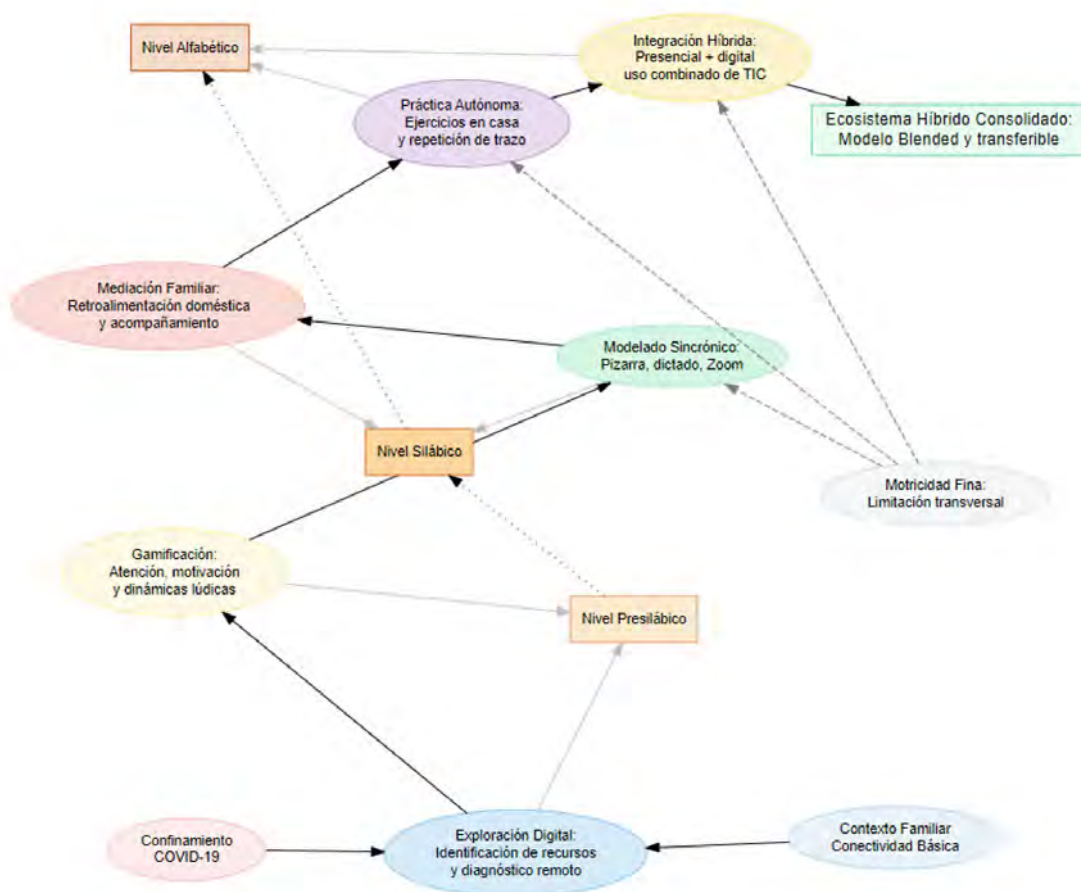 Nivel Alfabético
Integración Híbrida:
Presencial + digital
uso combinado de TIC
Práctica Autónoma:
Ejercicios en casa
y repetición de trazo
Ecosistema Híbrido Consolidado:
Modelo Blended y transferible
Mediación Familiar:
Retroalimentación doméstica
y acompañamiento
Modelado Sincrónico:
Pizarra, dictado, Zoom
Nivel Silábico
Motricidad Fina:
Limitación transversal
Gamificación:
Atención, motivación
y dinámicas lúdicas
Nivel Presilábico
Confinamiento
COVID-19
Exploración Digital:
Identificación de recursos
y diagnóstico remoto
Contexto Familiar
Conectividad Básica